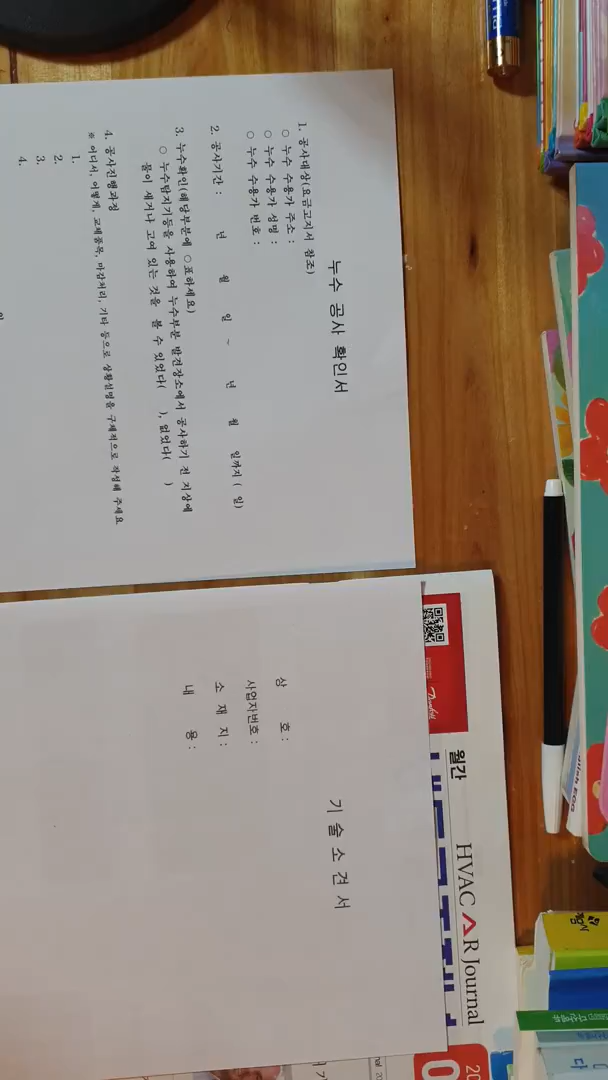 누수 공사 확인서
1. 공사대상(요금고지서 참조)
○ 누수 수용가 주소 :
○ 누수 수용가 성명 :
○ 누수 수용가 번호 :
2. 공사기간 : 년 월 일 ~ 년 월 일까지 ( 일)
3. 누수확인(해당부분에 ○표하세요)
○ 누수탐지기등을 사용하여 누수부분 발견장소에서 공사하기 전 지상에
물이 새거나 고여 있는 것을 볼 수 있었다( ), 없었다( )
4. 공사진행과정
※ 어디서, 어떻게, 교체품목, 마감처리, 기타 등으로 상황설명을 구체적으로 작성해 주세요.
1.
2.
3.
4.
기 술 소 견 서
상 호 :
사업자번호 :
소 재 지 :
내 용 :
Danfoss
월간
HVAC R Journal